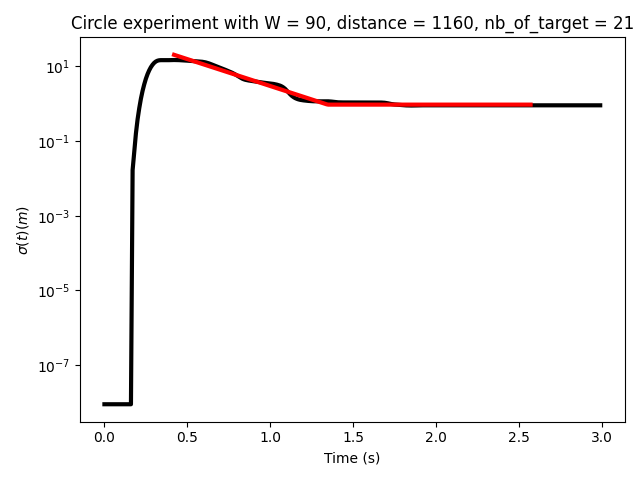 Circle experiment with W = 90, distance = 1160, nb_of_target = 21
10¹
10⁻¹
10⁻³
10⁻⁵
10⁻⁷
σ(t)(m)
0.0 0.5 1.0 1.5 2.0 2.5 3.0
Time (s)